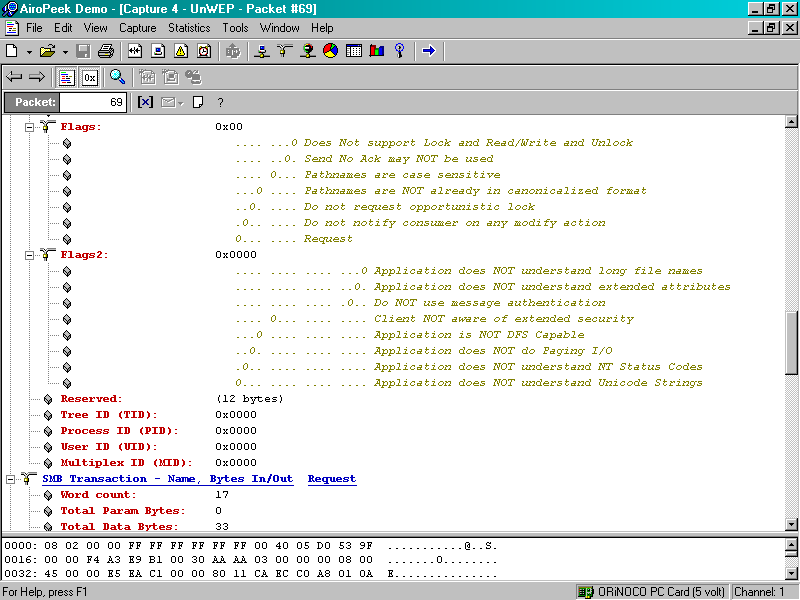 AiroPeek Demo - [Capture 4 - UnWEP - Packet #69]
File Edit View Capture Statistics Tools Window Help
0x
Packet: 69 [x] ?
Flags: 0x00
.... ...0 Does Not support Lock and Read/Write and Unlock
.... ..0. Send No Ack may NOT be used
.... 0... Pathnames are case sensitive
...0 .... Pathnames are NOT already in canonicalized format
..0. .... Do not request opportunistic lock
.0.. .... Do not notify consumer on any modify action
0... .... Request
Flags2: 0x0000
.... .... .... ...0 Application does NOT understand long file names
.... .... .... ..0. Application does NOT understand extended attributes
.... .... .... .0.. Do NOT use message authentication
.... 0... .... .... Client NOT aware of extended security
...0 .... .... .... Application is NOT DFS Capable
..0. .... .... .... Application does NOT do Paging I/O
.0.. .... .... .... Application does NOT understand NT Status Codes
0... .... .... .... Application does NOT understand Unicode Strings
Reserved: (12 bytes)
Tree ID (TID): 0x0000
Process ID (PID): 0x0000
User ID (UID): 0x0000
Multiplex ID (MID): 0x0000
SMB Transaction - Name, Bytes In/Out Request
Word count: 17
Total Param Bytes: 0
Total Data Bytes: 33
0000: 08 02 00 00 FF FF FF FF FF FF 00 40 05 D0 53 9F ...........@..S.
0016: 00 00 F4 A3 E9 B1 00 30 AA AA 03 00 00 00 08 00 .......0........
0032: 45 00 00 E5 EA C1 00 00 80 11 CA EC C0 A8 01 0A E...............
For Help, press F1 ORiNOCO PC Card (5 volt) Channel: 1